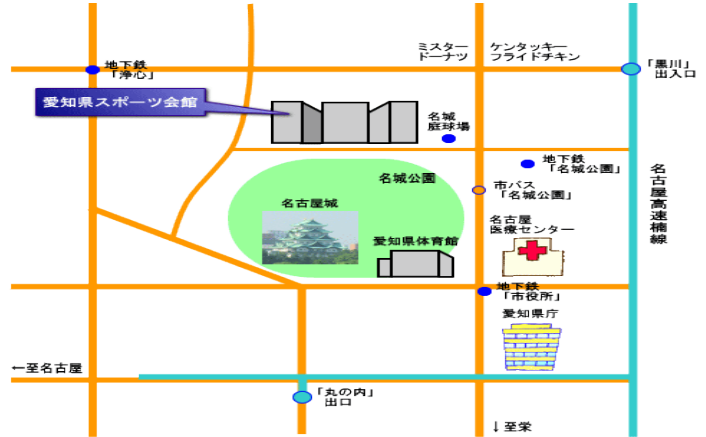 ミスター
ドーナツ
ケンタッキー
フライドチキン
地下鉄
「浄心」
「黒川」
出入口
愛知県スポーツ会館
名城
庭球場
地下鉄
「名城公園」
名古屋高速楠線
名城公園
市バス
「名城公園」
名古屋城
名古屋
医療センター
愛知県体育館
地下鉄
「市役所」
愛知県庁
←至名古屋
「丸の内」
出口
↓至栄